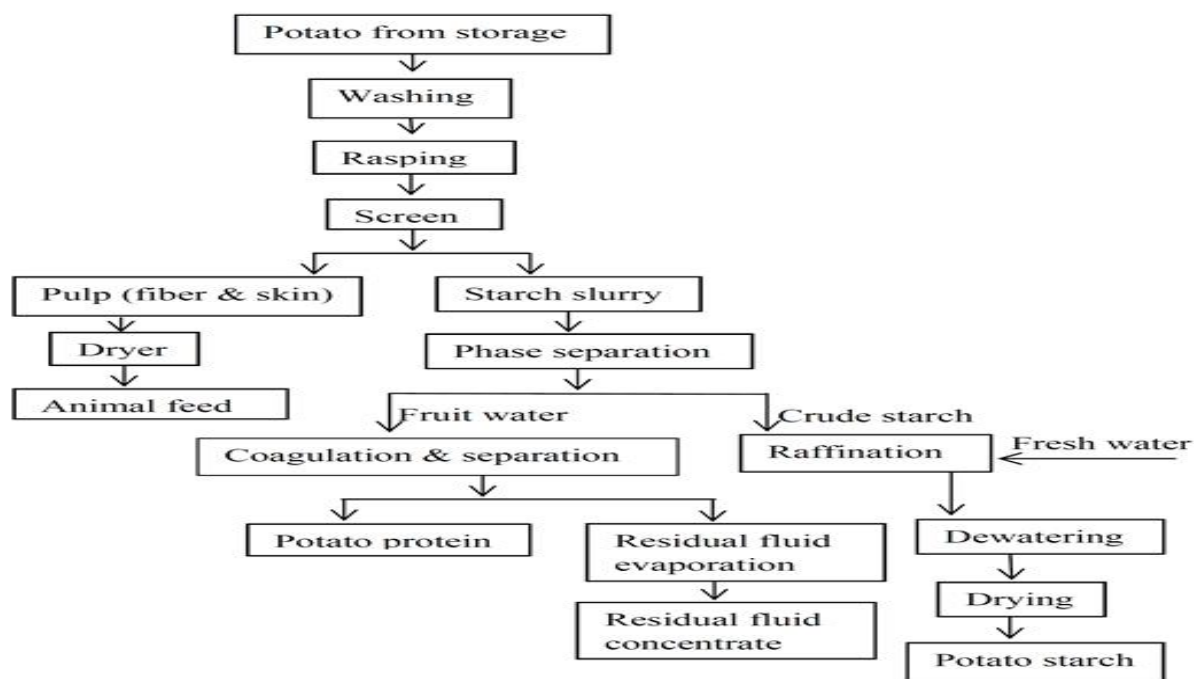 Potato from storage
Washing
Rasping
Screen
Pulp (fiber & skin)
Starch slurry
Dryer
Phase separation
Animal feed
Fruit water
Crude starch
Coagulation & separation
Raffination
Fresh water
Potato protein
Residual fluid
evaporation
Dewatering
Residual fluid
concentrate
Drying
Potato starch